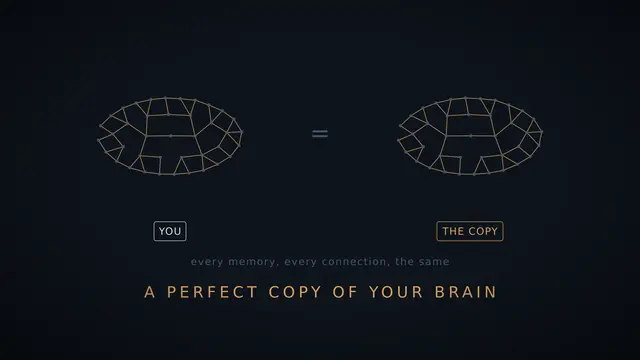 =
YOU
THE COPY
every memory, every connection, the same
A PERFECT COPY OF YOUR BRAIN